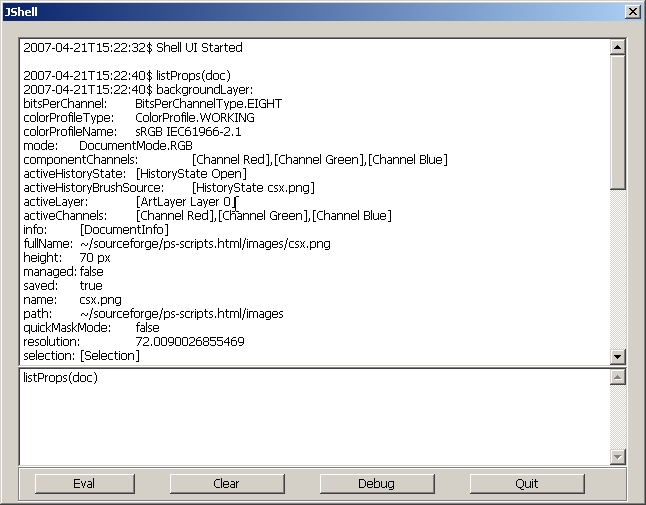 JShell
2007-04-21T15:22:32$ Shell UI Started
2007-04-21T15:22:40$ listProps(doc)
2007-04-21T15:22:40$ backgroundLayer:
bitsPerChannel: BitsPerChannelType.EIGHT
colorProfileType: ColorProfile.WORKING
colorProfileName: sRGB IEC61966-2.1
mode: DocumentMode.RGB
componentChannels: [Channel Red],[Channel Green],[Channel Blue]
activeHistoryState: [HistoryState Open]
activeHistoryBrushSource: [HistoryState csx.png]
activeLayer: [ArtLayer Layer 0]
activeChannels: [Channel Red],[Channel Green],[Channel Blue]
info: [DocumentInfo]
fullName: ~/sourceforge/ps-scripts.html/images/csx.png
height: 70 px
managed: false
saved: true
name: csx.png
path: ~/sourceforge/ps-scripts.html/images
quickMaskMode: false
resolution: 72.0090026855469
selection: [Selection]
listProps(doc)
Eval Clear Debug Quit